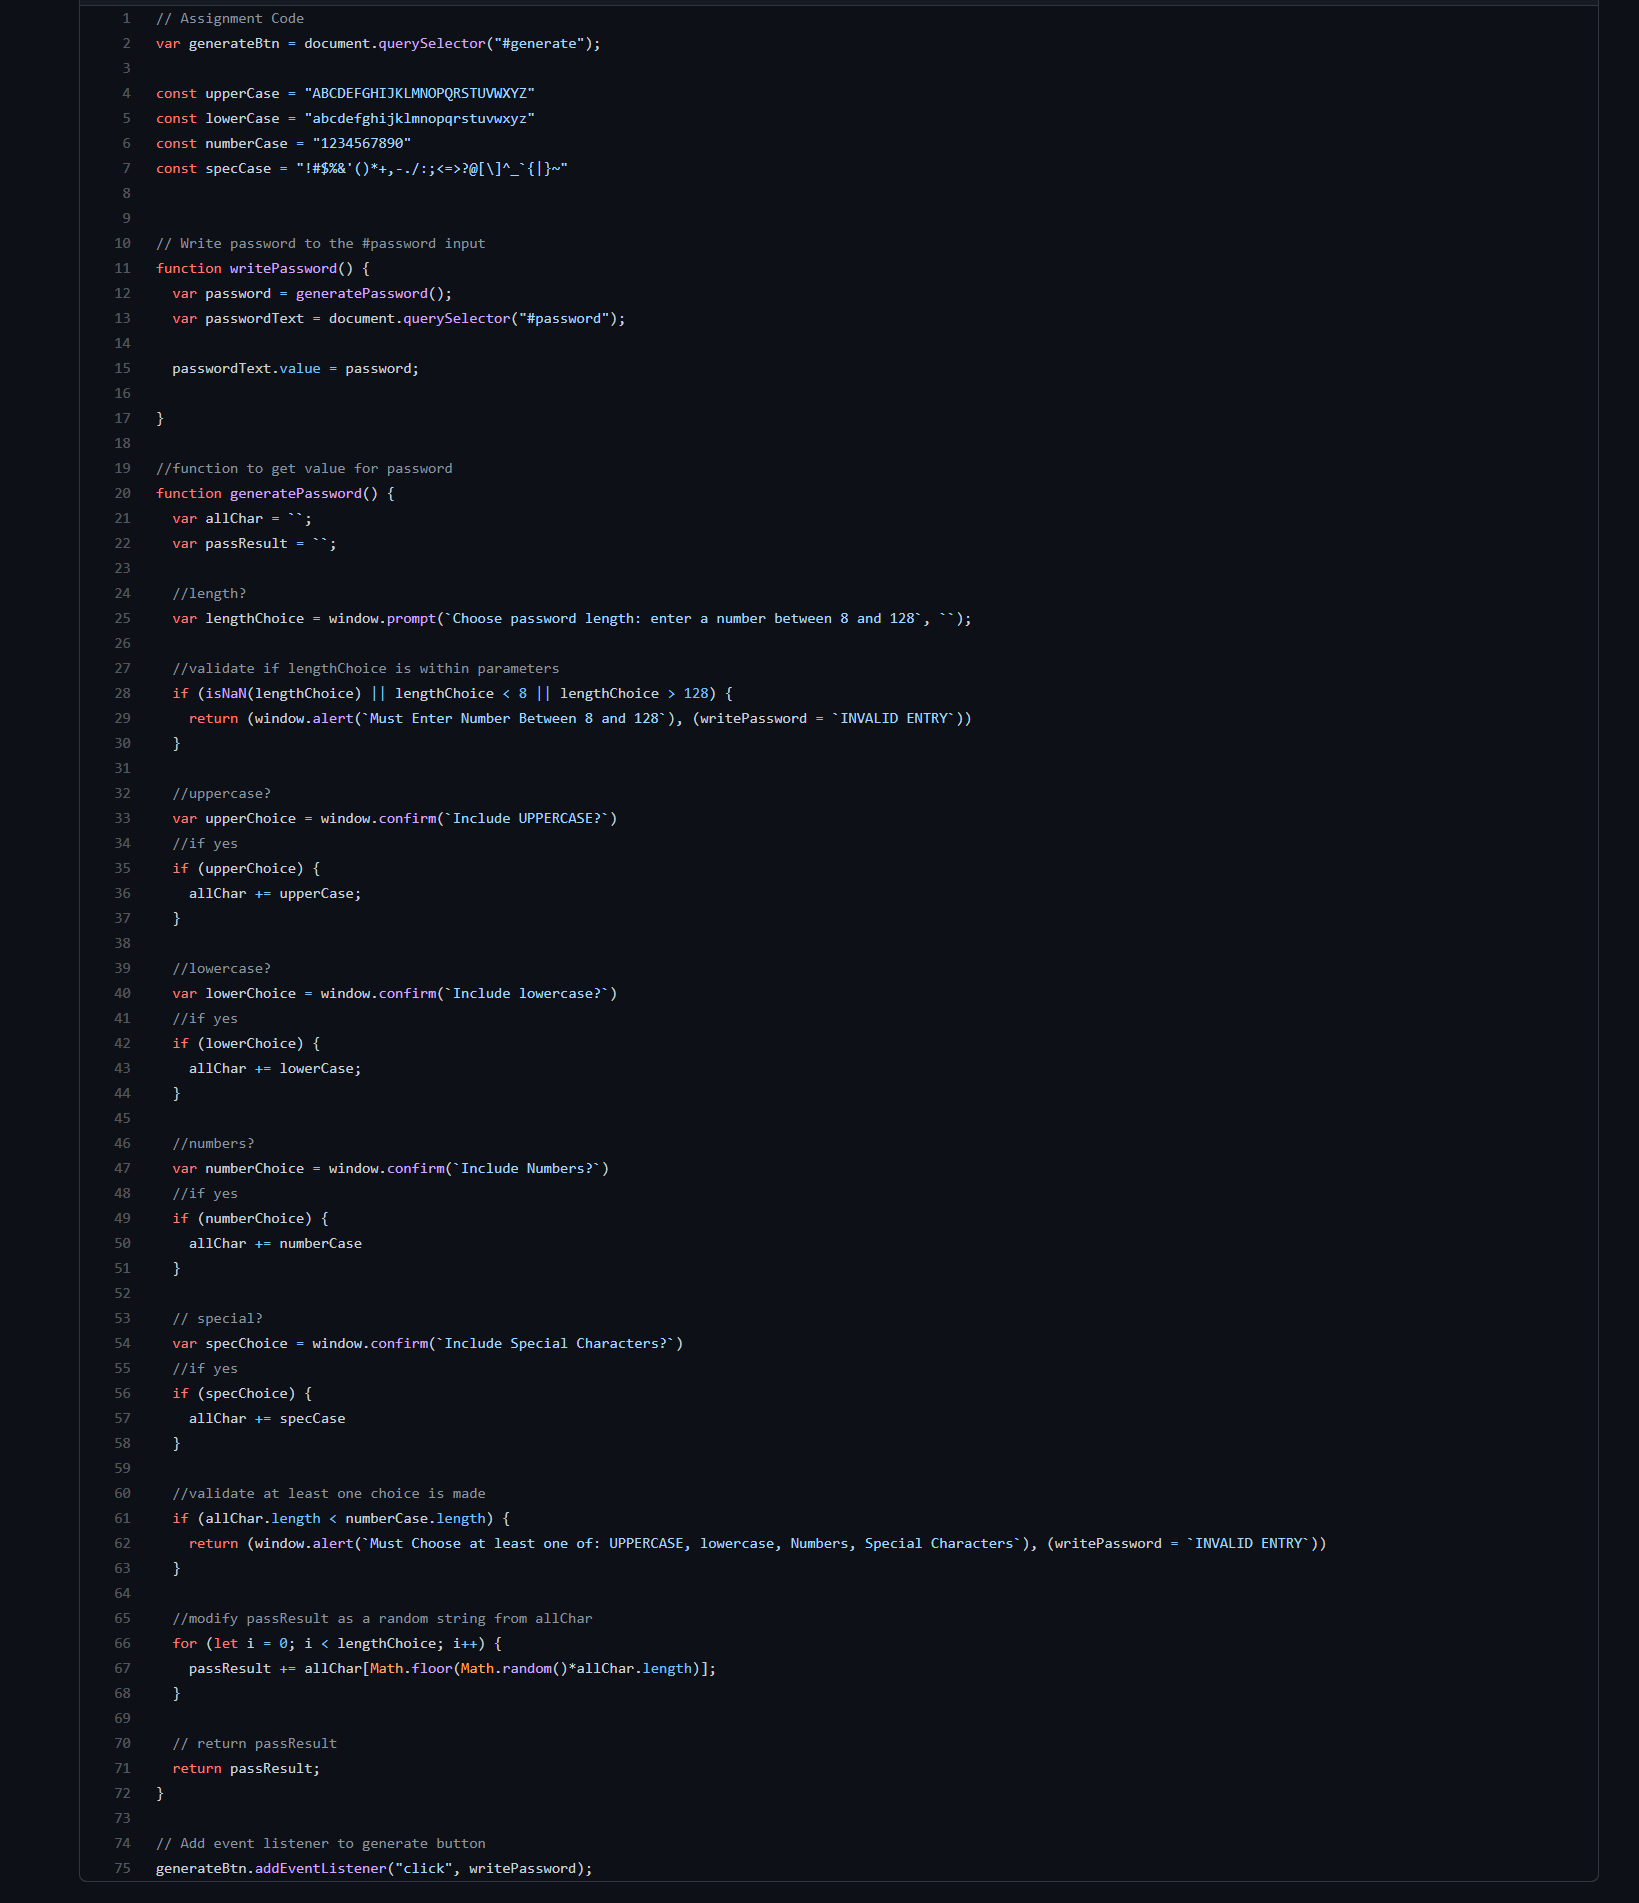 1 // Assignment Code
2 var generateBtn = document.querySelector("#generate");
3
4 const upperCase = "ABCDEFGHIJKLMNOPQRSTUVWXYZ"
5 const lowerCase = "abcdefghijklmnopqrstuvwxyz"
6 const numberCase = "1234567890"
7 const specCase = "!#$%&'()*+,-./:;<=>?@[\]^_`{|}~"
8
9
10 // Write password to the #password input
11 function writePassword() {
12   var password = generatePassword();
13   var passwordText = document.querySelector("#password");
14
15   passwordText.value = password;
16
17 }
18
19 //function to get value for password
20 function generatePassword() {
21   var allChar = ``;
22   var passResult = ``;
23
24   //length?
25   var lengthChoice = window.prompt(`Choose password length: enter a number between 8 and 128`, ``);
26
27   //validate if lengthChoice is within parameters
28   if (isNaN(lengthChoice) || lengthChoice < 8 || lengthChoice > 128) {
29     return (window.alert(`Must Enter Number Between 8 and 128`), (writePassword = `INVALID ENTRY`))
30   }
31
32   //uppercase?
33   var upperChoice = window.confirm(`Include UPPERCASE?`)
34   //if yes
35   if (upperChoice) {
36     allChar += upperCase;
37   }
38
39   //lowercase?
40   var lowerChoice = window.confirm(`Include lowercase?`)
41   //if yes
42   if (lowerChoice) {
43     allChar += lowerCase;
44   }
45
46   //numbers?
47   var numberChoice = window.confirm(`Include Numbers?`)
48   //if yes
49   if (numberChoice) {
50     allChar += numberCase
51   }
52
53   // special?
54   var specChoice = window.confirm(`Include Special Characters?`)
55   //if yes
56   if (specChoice) {
57     allChar += specCase
58   }
59
60   //validate at least one choice is made
61   if (allChar.length < numberCase.length) {
62     return (window.alert(`Must Choose at least one of: UPPERCASE, lowercase, Numbers, Special Characters`), (writePassword = `INVALID ENTRY`))
63   }
64
65   //modify passResult as a random string from allChar
66   for (let i = 0; i < lengthChoice; i++) {
67     passResult += allChar[Math.floor(Math.random()*allChar.length)];
68   }
69
70   // return passResult
71   return passResult;
72 }
73
74 // Add event listener to generate button
75 generateBtn.addEventListener("click", writePassword);